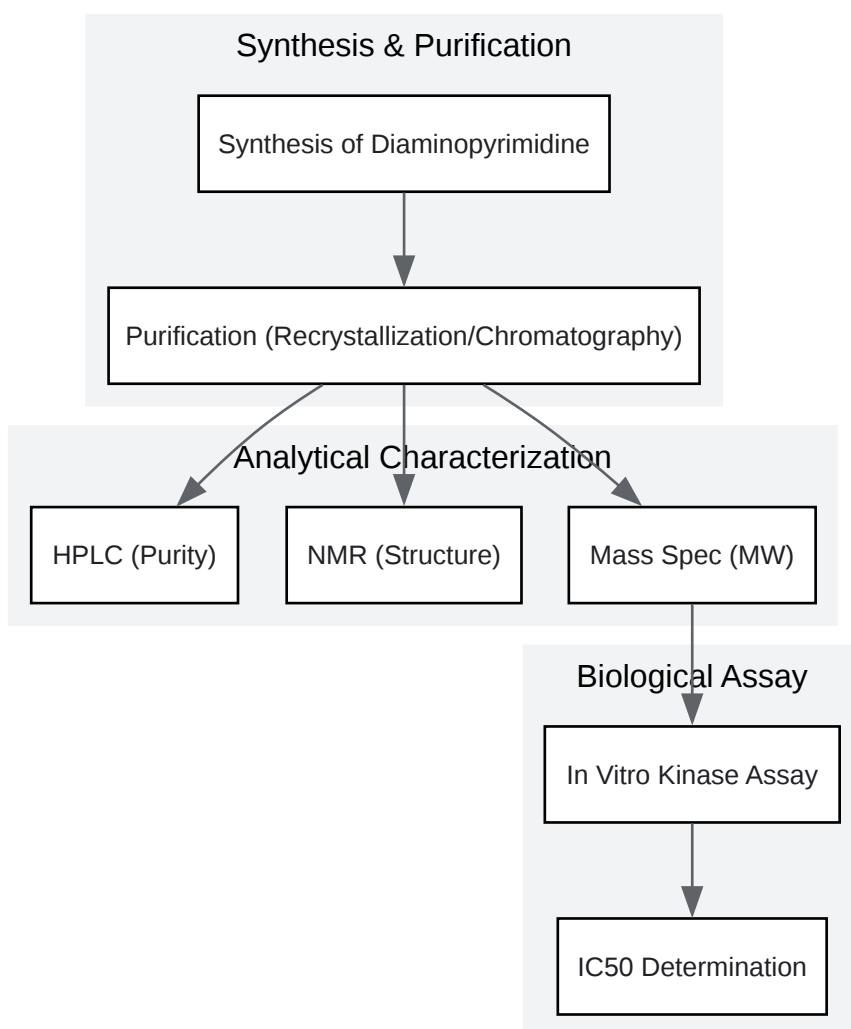 Synthesis & Purification
Synthesis of Diaminopyrimidine
Purification (Recrystallization/Chromatography)
Analytical Characterization
HPLC (Purity)
NMR (Structure)
Mass Spec (MW)
Biological Assay
In Vitro Kinase Assay
IC50 Determination